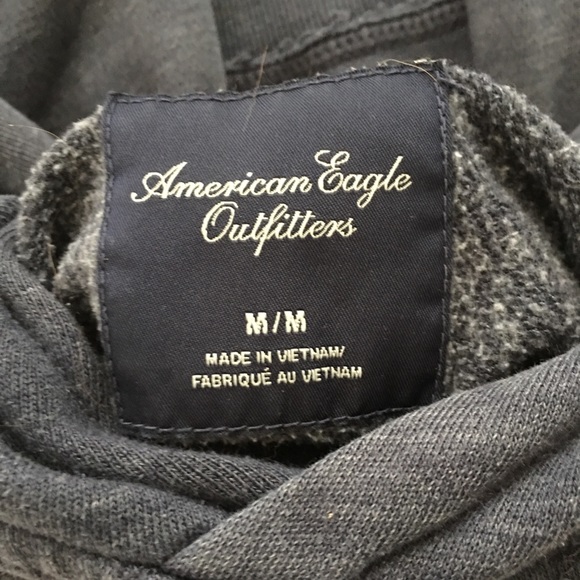 American Eagle
Outfitters
M/M
MADE IN VIETNAM/
FABRIQUÉ AU VIETNAM